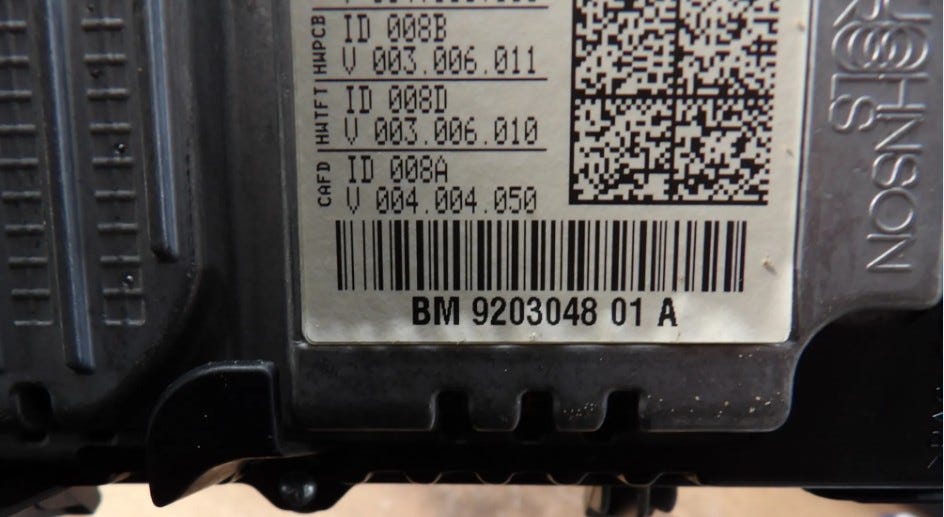 HWPCB
ID 008B
V 003.006.011
HWTFT
ID 008D
V 003.006.010
CAFD
ID 008A
V 004.004.050
BM 9203048 01 A
JOHNSON